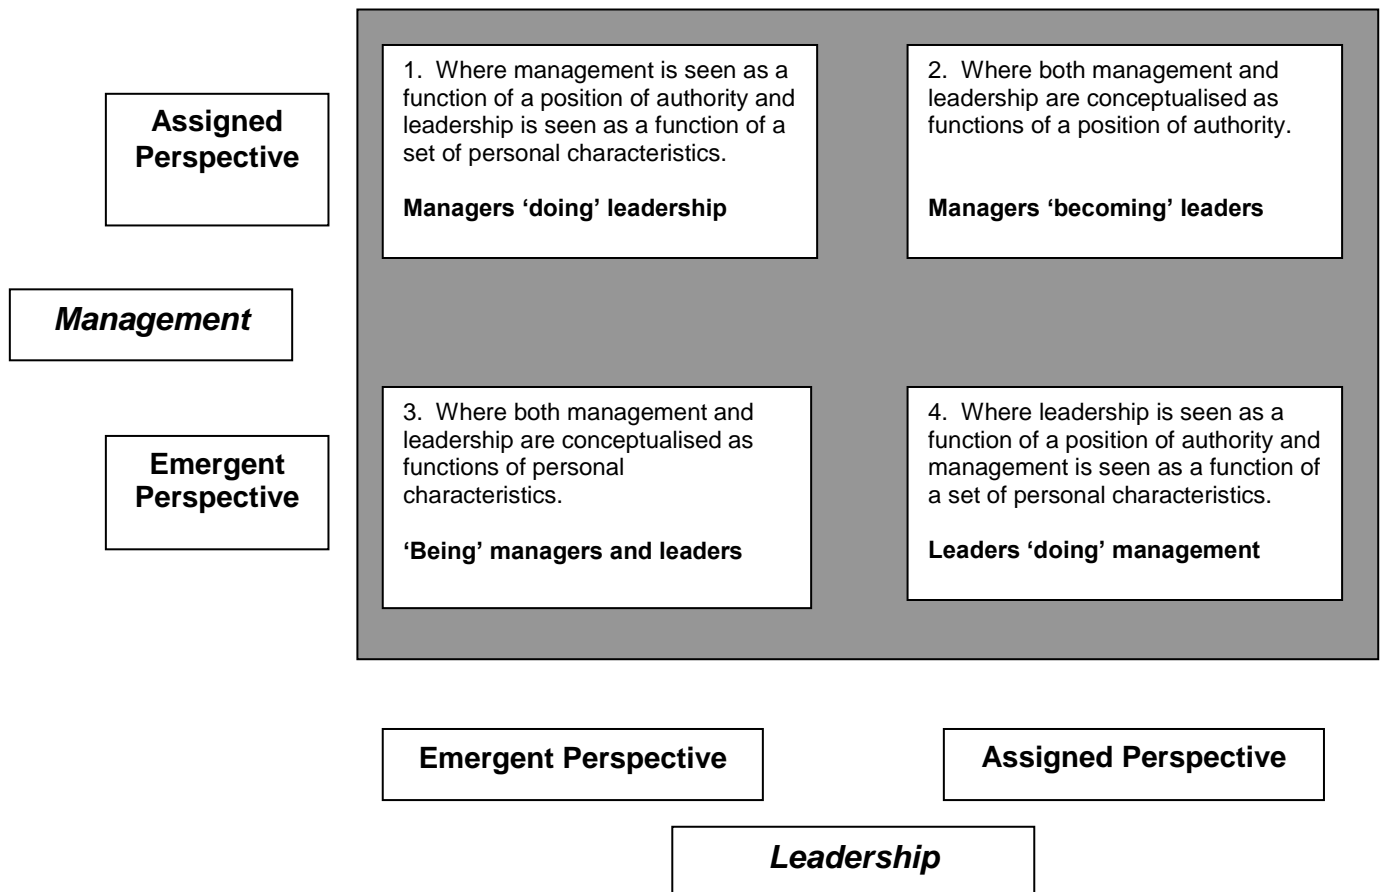 1.  Where management is seen as a
function of a position of authority and
leadership is seen as a function of a
set of personal characteristics.
Managers ‘doing’ leadership
2.  Where both management and
leadership are conceptualised as
functions of a position of authority.
Managers ‘becoming’ leaders
Assigned
Perspective
Management
Emergent
Perspective
3.  Where both management and
leadership are conceptualised as
functions of personal
characteristics.
‘Being’ managers and leaders
4.  Where leadership is seen as a
function of a position of authority and
management is seen as a function of
a set of personal characteristics.
Leaders ‘doing’ management
Emergent Perspective
Assigned Perspective
Leadership